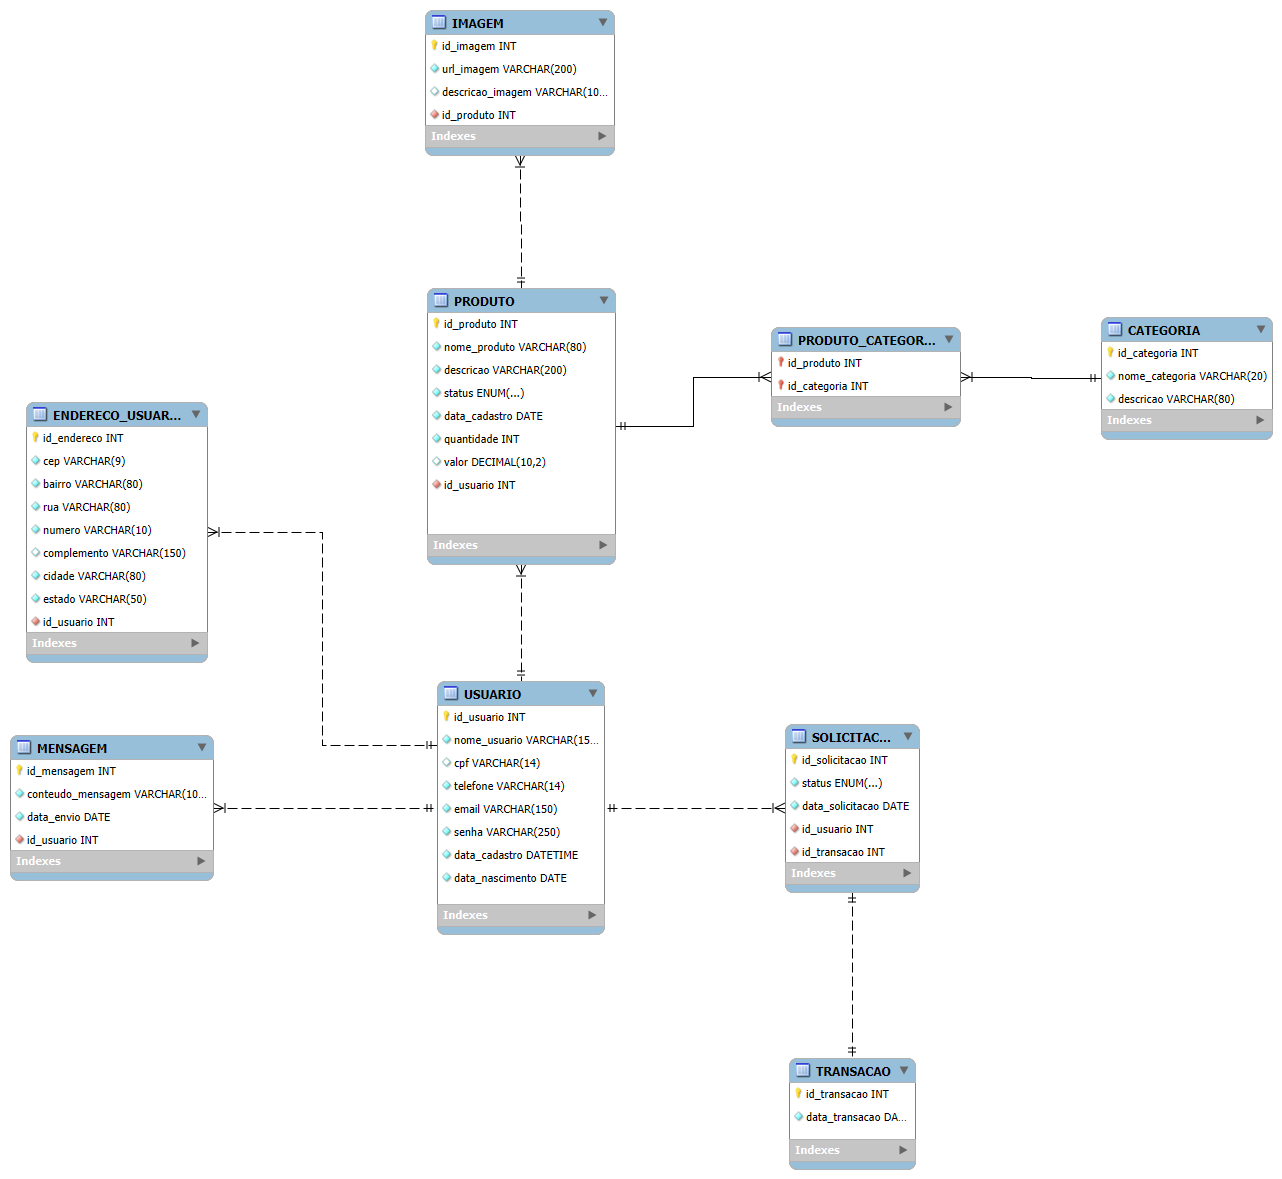 IMAGEM
id_imagem INT
url_imagem VARCHAR(200)
descricao_imagem VARCHAR(10...
id_produto INT
Indexes
PRODUTO
id_produto INT
nome_produto VARCHAR(80)
descricao VARCHAR(200)
status ENUM(...)
data_cadastro DATE
quantidade INT
valor DECIMAL(10,2)
id_usuario INT
Indexes
PRODUTO_CATEGOR...
id_produto INT
id_categoria INT
Indexes
CATEGORIA
id_categoria INT
nome_categoria VARCHAR(20)
descricao VARCHAR(80)
Indexes
ENDERECO_USUAR...
id_endereco INT
cep VARCHAR(9)
bairro VARCHAR(80)
rua VARCHAR(80)
numero VARCHAR(10)
complemento VARCHAR(150)
cidade VARCHAR(80)
estado VARCHAR(50)
id_usuario INT
Indexes
USUARIO
id_usuario INT
nome_usuario VARCHAR(15...
cpf VARCHAR(14)
telefone VARCHAR(14)
email VARCHAR(150)
senha VARCHAR(250)
data_cadastro DATETIME
data_nascimento DATE
Indexes
MENSAGEM
id_mensagem INT
conteudo_mensagem VARCHAR(10...
data_envio DATE
id_usuario INT
Indexes
SOLICITAC...
id_solicitacao INT
status ENUM(...)
data_solicitacao DATE
id_usuario INT
id_transacao INT
Indexes
TRANSACAO
id_transacao INT
data_transacao DA...
Indexes